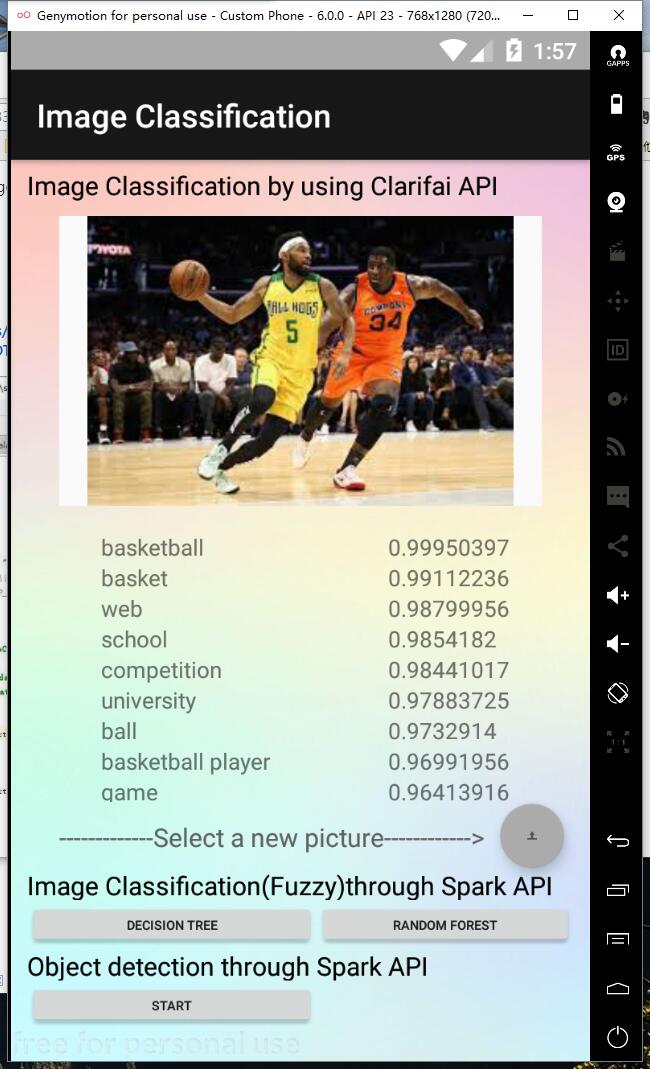 Genymotion for personal use - Custom Phone - 6.0.0 - API 23 - 768x1280 (720...
1:57
GAPPS
Image Classification
GPS
Image Classification by using Clarifai API
BALL HOGS
5
COMPANY
34
ID
basketball 0.99950397
basket 0.99112236
web 0.98799956
school 0.9854182
competition 0.98441017
university 0.97883725
ball 0.9732914
basketball player 0.96991956
game 0.96413916
1:1
-------------Select a new picture------------>
Image Classification(Fuzzy)through Spark API
DECISION TREE RANDOM FOREST
Object detection through Spark API
START
free for personal use